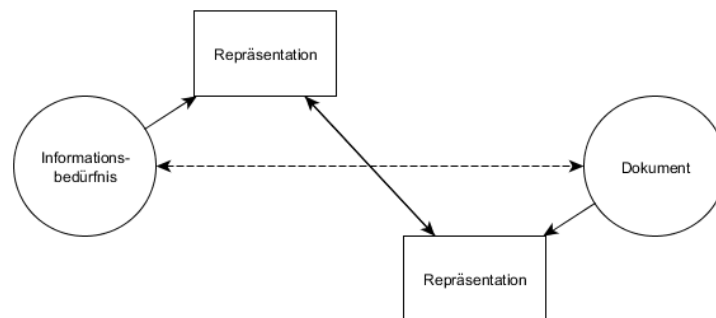 Repräsentation
Informations-
bedürfnis
Dokument
Repräsentation